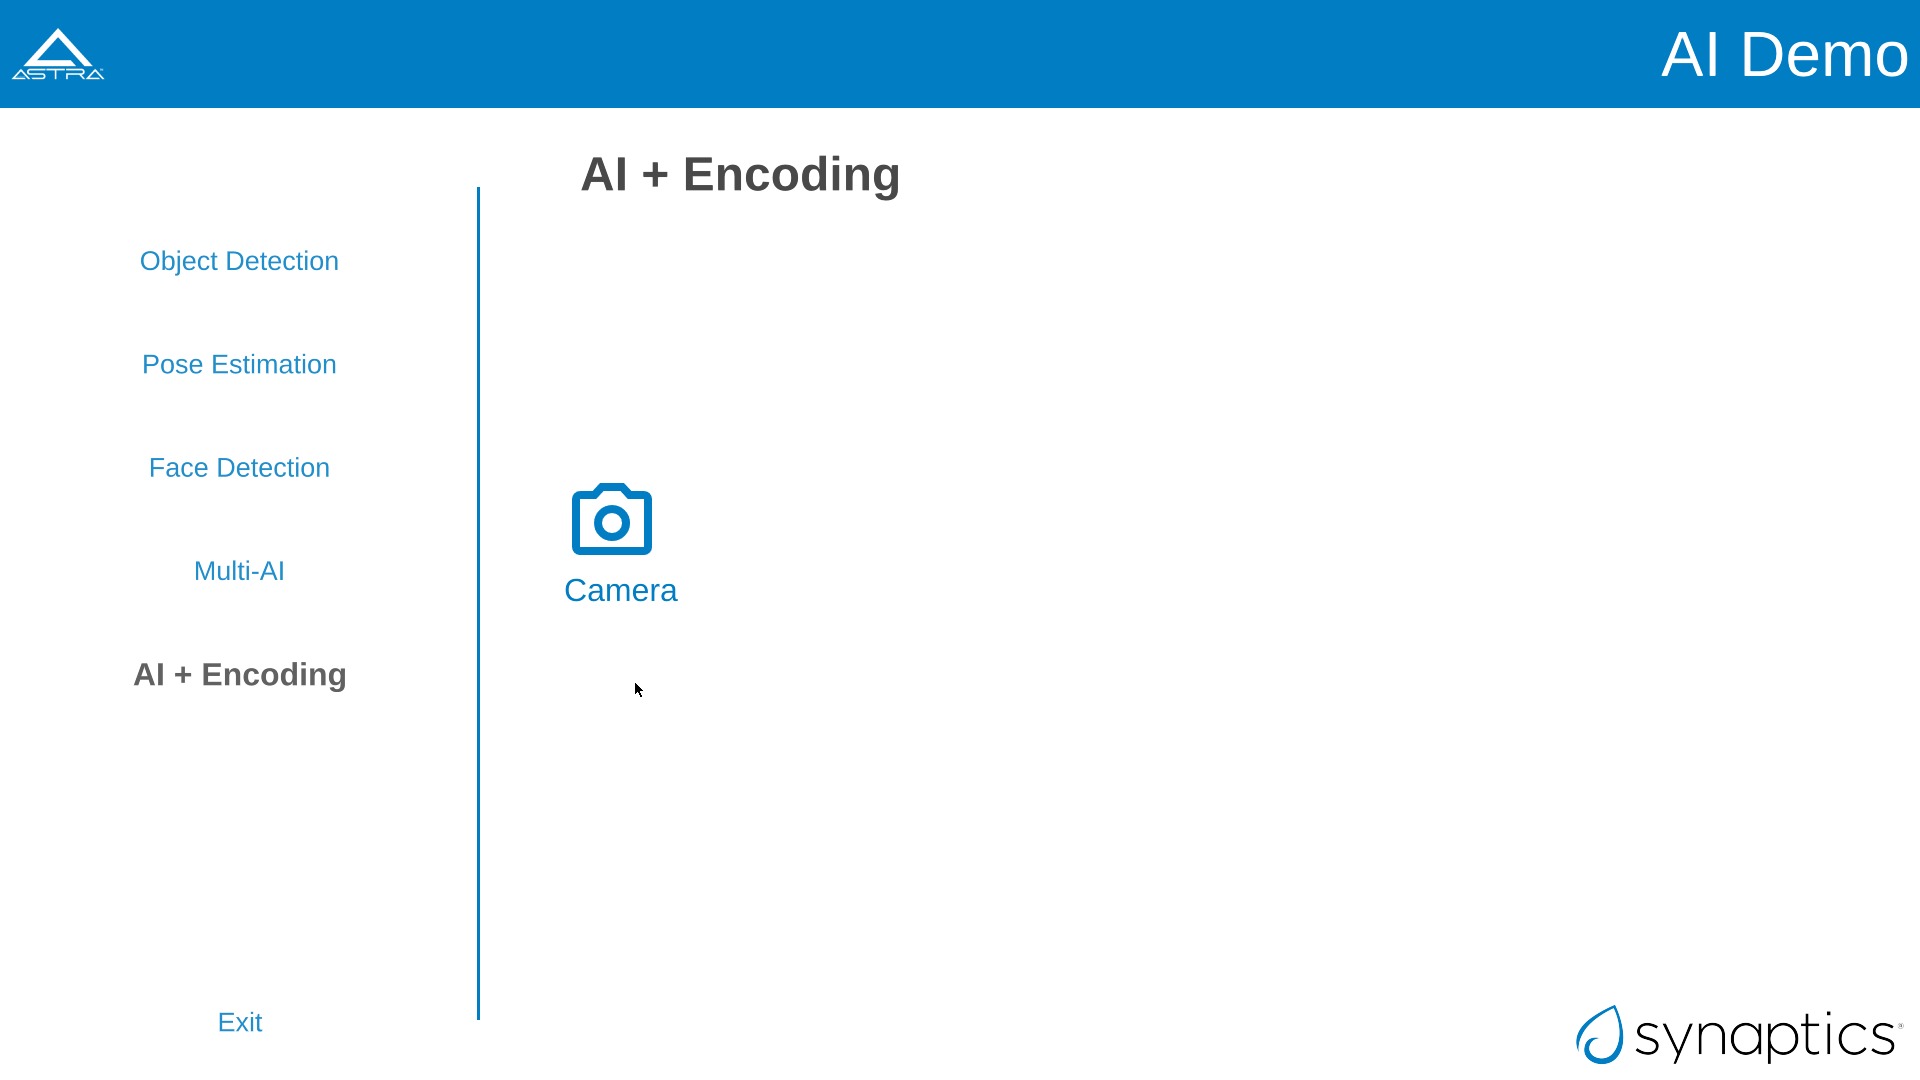 ASTRA
AI Demo
AI + Encoding
Object Detection
Pose Estimation
Face Detection
Multi-AI
AI + Encoding
Exit
Camera
synaptics®